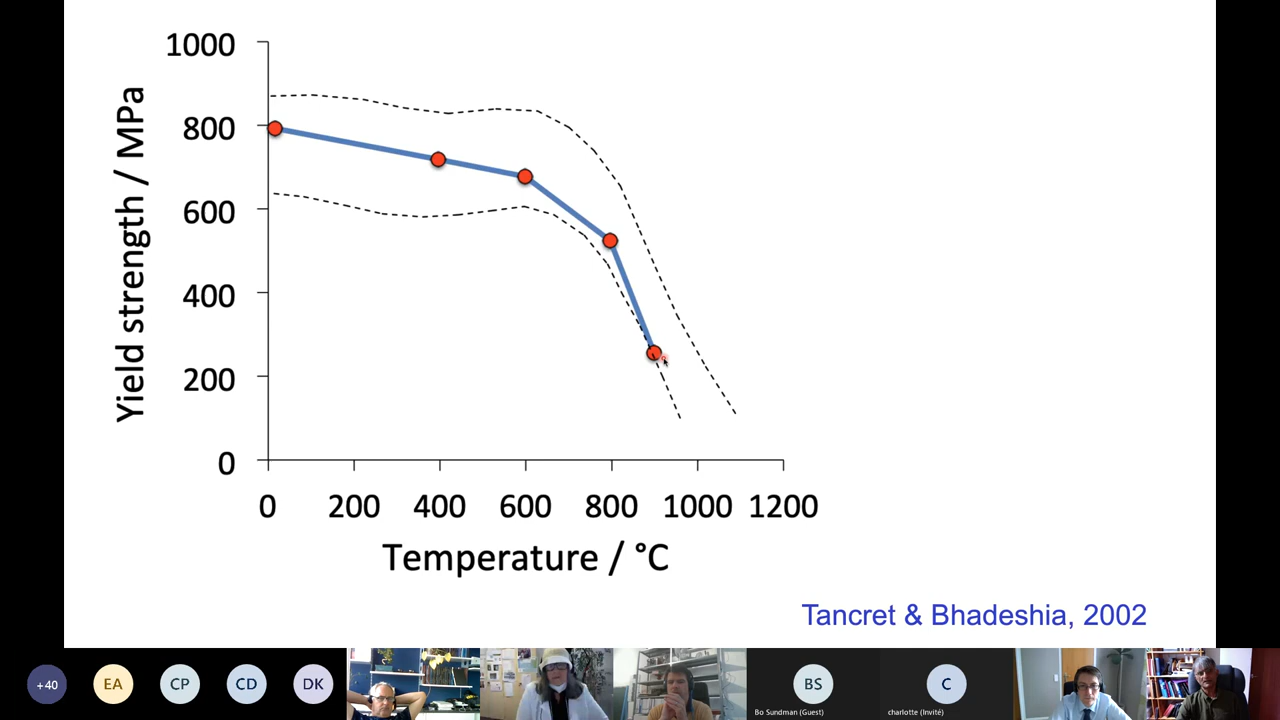 1000
800
600
400
200
0
Yield strength / MPa
0 200 400 600 800 1000 1200
Temperature / °C
Tancret & Bhadeshia, 2002
+40 EA CP CD DK BS C
Bo Sundman (Guest) charlotte (Invité)